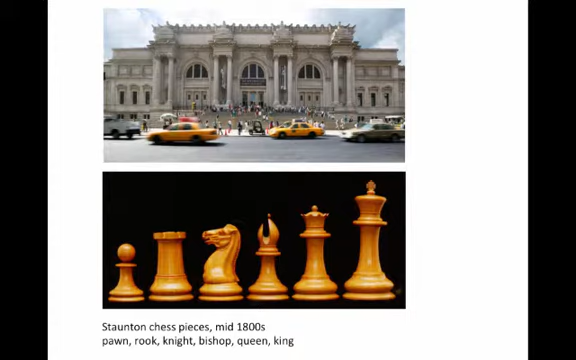 Staunton chess pieces, mid 1800s
pawn, rook, knight, bishop, queen, king